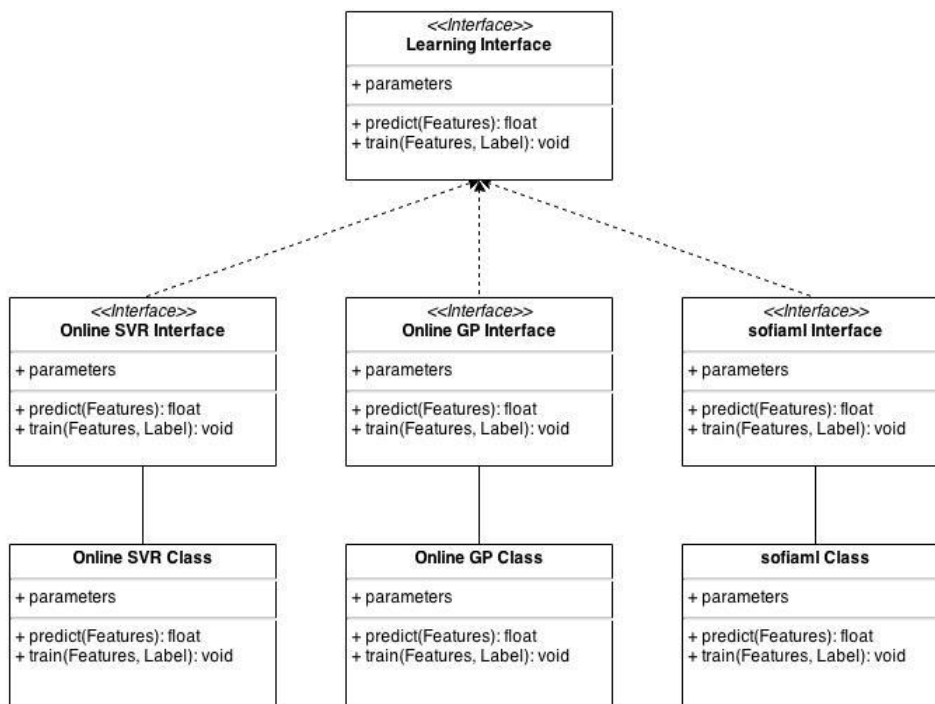 <<Interface>>
Learning Interface
+ parameters
+ predict(Features): float
+ train(Features, Label): void
<<Interface>>
Online SVR Interface
+ parameters
+ predict(Features): float
+ train(Features, Label): void
<<Interface>>
Online GP Interface
+ parameters
+ predict(Features): float
+ train(Features, Label): void
<<Interface>>
sofiaml Interface
+ parameters
+ predict(Features): float
+ train(Features, Label): void
Online SVR Class
+ parameters
+ predict(Features): float
+ train(Features, Label): void
Online GP Class
+ parameters
+ predict(Features): float
+ train(Features, Label): void
sofiaml Class
+ parameters
+ predict(Features): float
+ train(Features, Label): void